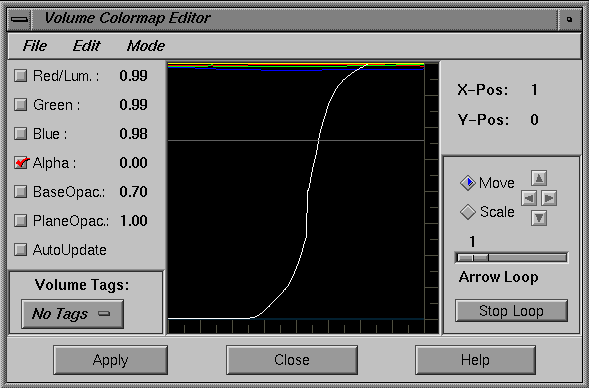 Volume Colormap Editor
File Edit Mode
Red/Lum. : 0.99
Green : 0.99
Blue : 0.98
Alpha : 0.00
BaseOpac.: 0.70
PlaneOpac.: 1.00
AutoUpdate
Volume Tags:
No Tags
X-Pos: 1
Y-Pos: 0
Move
Scale
1
Arrow Loop
Stop Loop
Apply Close Help